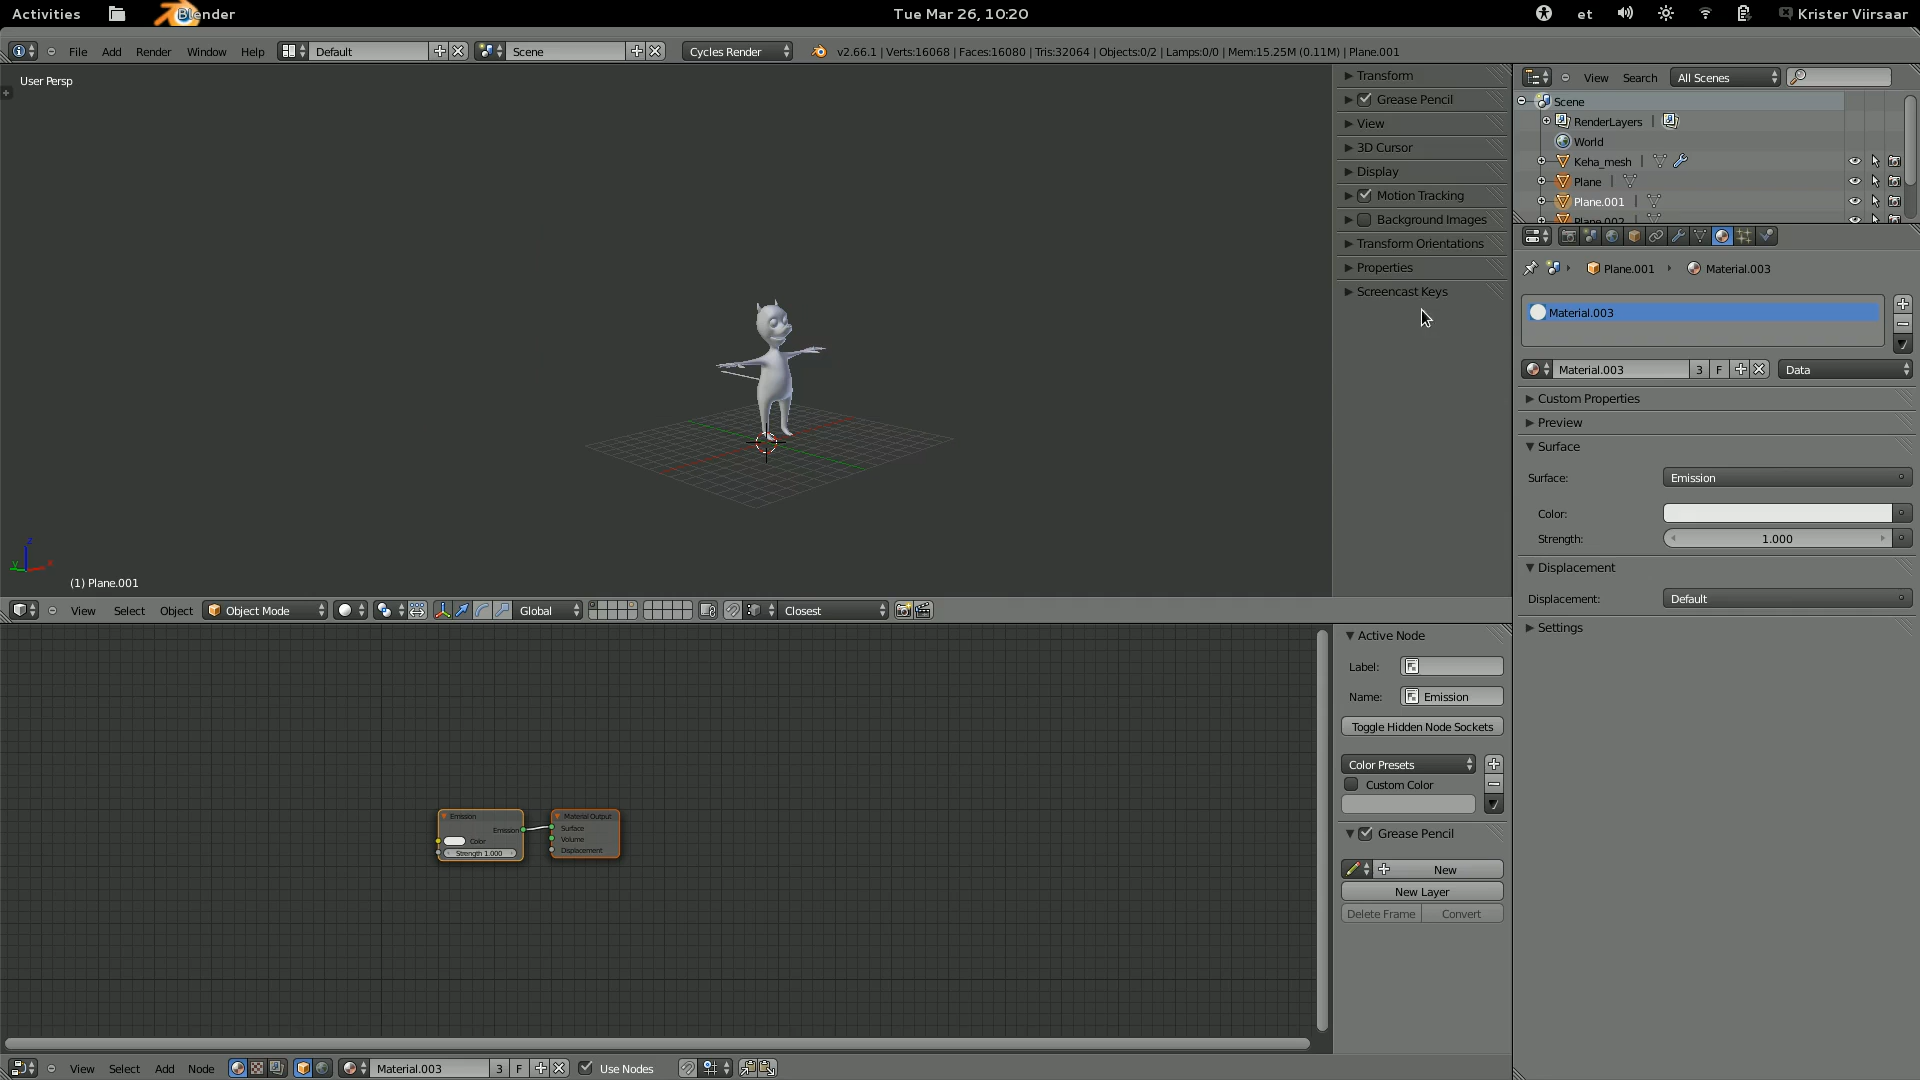 Activities Blender Tue Mar 26, 10:20 et Krister Viirsaar
File Add Render Window Help Default Scene Cycles Render v2.66.1 | Verts:16068 | Faces:16080 | Tris:32064 | Objects:0/2 | Lamps:0/0 | Mem:15.25M (0.11M) | Plane.001
User Persp
Transform
Grease Pencil
View
3D Cursor
Display
Motion Tracking
Background Images
Transform Orientations
Properties
Screencast Keys
z
y x
(1) Plane.001
View Select Object Object Mode Global Closest
View Search All Scenes
Scene
RenderLayers |
World
Keha_mesh |
Plane |
Plane.001 |
Plane.002
Plane.001 Material.003
Material.003
Material.003 3 F Data
Custom Properties
Preview
Surface
Surface: Emission
Color:
Strength: 1.000
Displacement
Displacement: Default
Settings
Emission
Emission
Color
Strength 1.000
Material Output
Surface
Volume
Displacement
Active Node
Label:
Name: Emission
Toggle Hidden Node Sockets
Color Presets
Custom Color
Grease Pencil
New
New Layer
Delete Frame Convert
View Select Add Node Material.003 3 F Use Nodes